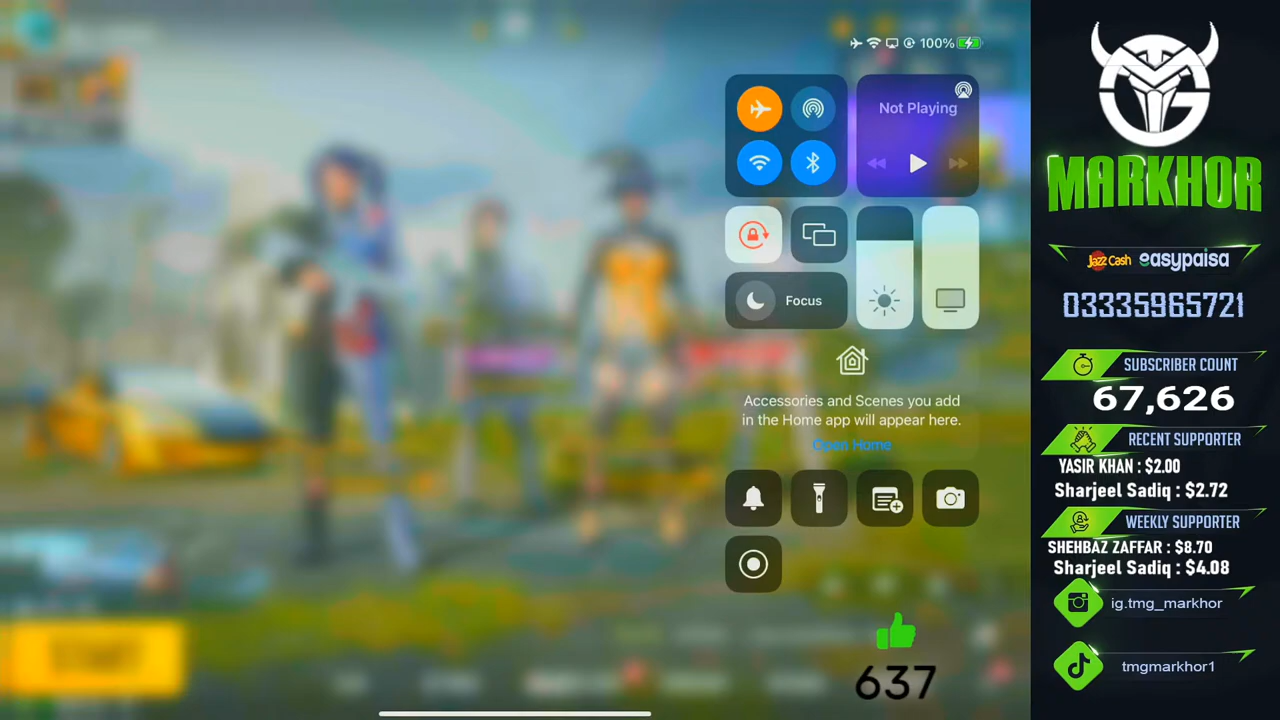 100%
Not Playing
Focus
Accessories and Scenes you add
in the Home app will appear here.
Open Home
637
MARKHOR
JazzCash easypaisa
03335965721
SUBSCRIBER COUNT
67,626
RECENT SUPPORTER
YASIR KHAN : $2.00
Sharjeel Sadiq : $2.72
WEEKLY SUPPORTER
SHEHBAZ ZAFFAR : $8.70
Sharjeel Sadiq : $4.08
ig.tmg_markhor
tmgmarkhor1